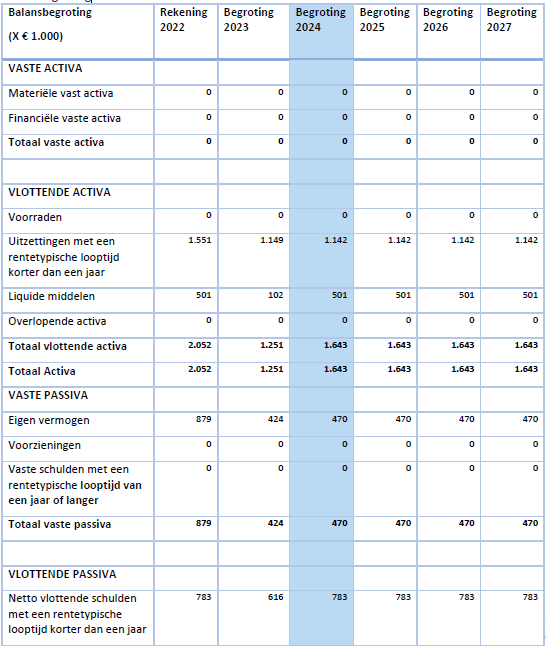 Balansbegroting Rekening Begroting Begroting Begroting Begroting Begroting
(X € 1.000) 2022 2023 2024 2025 2026 2027
VASTE ACTIVA
Materiële vast activa 0 0 0 0 0 0
Financiële vaste activa 0 0 0 0 0 0
Totaal vaste activa 0 0 0 0 0 0
VLOTTENDE ACTIVA
Voorraden 0 0 0 0 0 0
Uitzettingen met een 1.551 1.149 1.142 1.142 1.142 1.142
rentetypische looptijd
korter dan een jaar
Liquide middelen 501 102 501 501 501 501
Overlopende activa 0 0 0 0 0 0
Totaal vlottende activa 2.052 1.251 1.643 1.643 1.643 1.643
Totaal Activa 2.052 1.251 1.643 1.643 1.643 1.643
VASTE PASSIVA
Eigen vermogen 879 424 470 470 470 470
Voorzieningen 0 0 0 0 0 0
Vaste schulden met een 0 0 0 0 0 0
rentetypische looptijd van
een jaar of langer
Totaal vaste passiva 879 424 470 470 470 470
VLOTTENDE PASSIVA
Netto vlottende schulden 783 616 783 783 783 783
met een rentetypische
looptijd korter dan een jaar